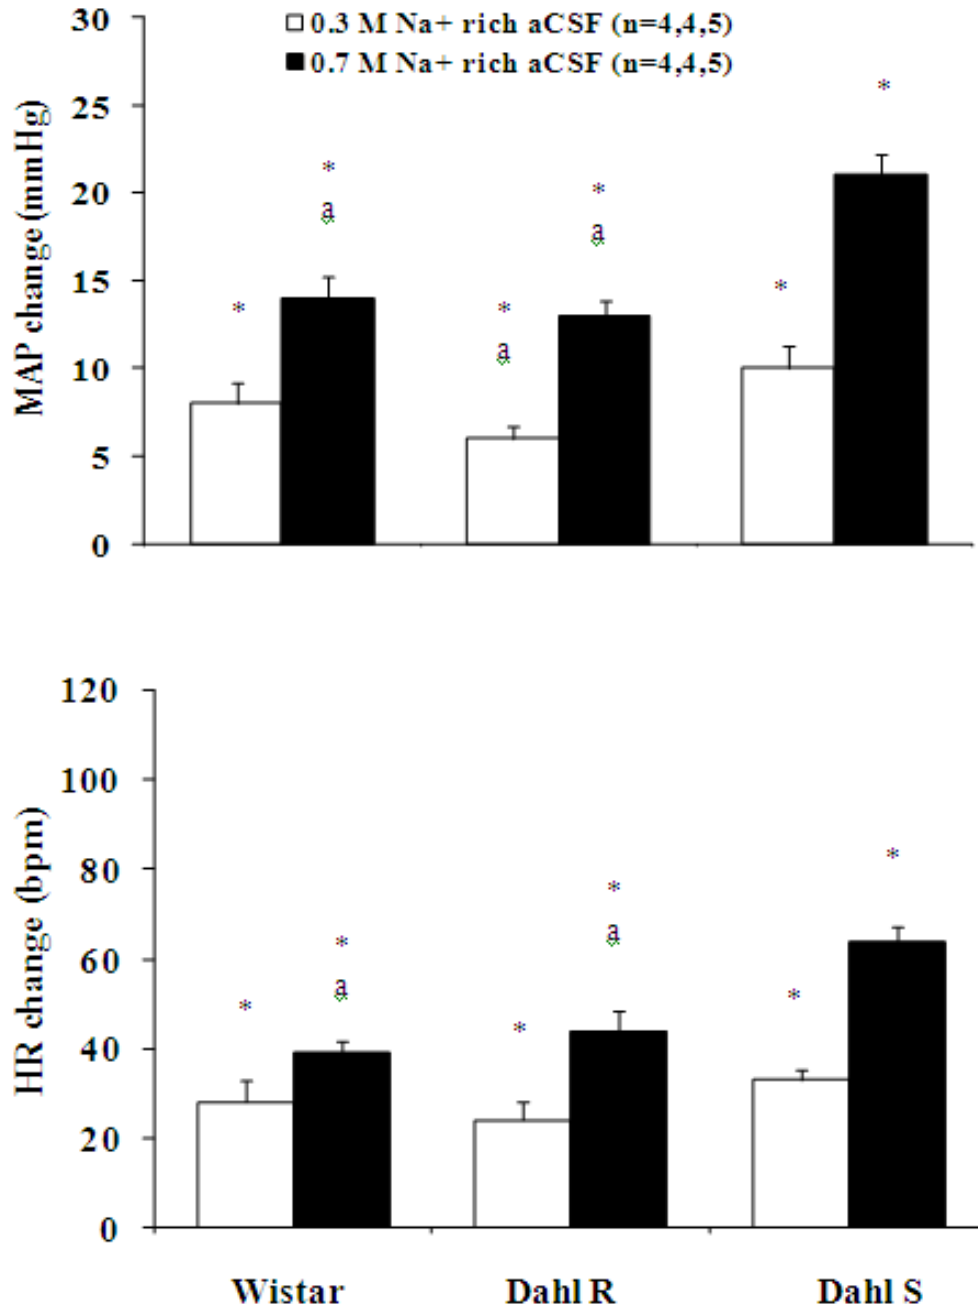 30
0.3 M Na+ rich aCSF (n=4,4,5)
0.7 M Na+ rich aCSF (n=4,4,5)
25
*
20
*
a
*
a
MAP change (mmHg)
15
*
*
a
*
10
5
0
120
100
HR change (bpm)
80
*
*
a
60
*
a
*
*
*
40
20
0
Wistar
Dahl R
Dahl S